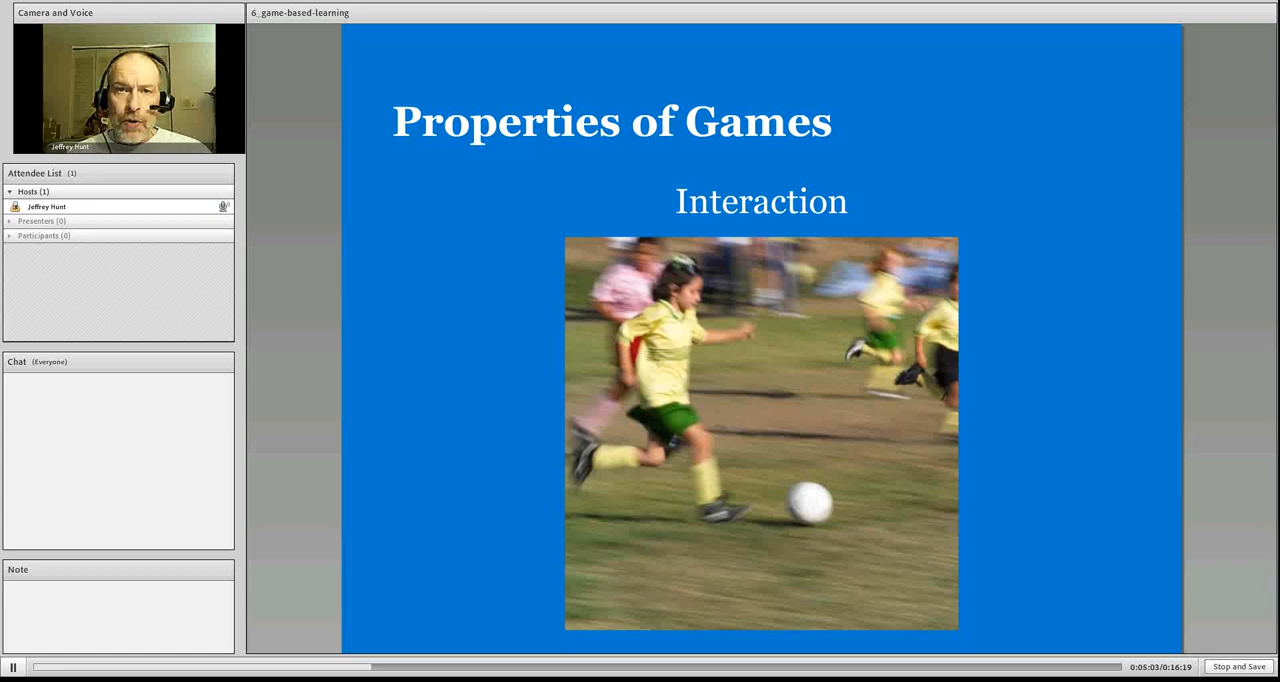 Camera and Voice
6_game-based-learning
Jeffrey Hunt
Attendee List (1)
Hosts (1)
Jeffrey Hunt
Presenters (0)
Participants (0)
Chat (Everyone)
Note
Properties of Games
Interaction
0:05:03/0:16:19
Stop and Save